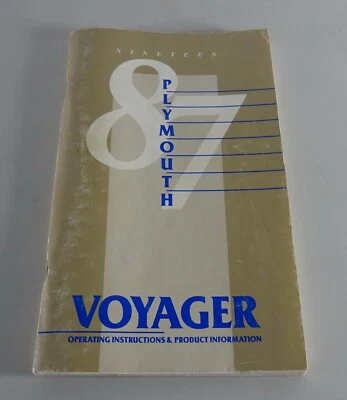 NINETEEN
87
PLYMOUTH
VOYAGER
OPERATING INSTRUCTIONS & PRODUCT INFORMATION